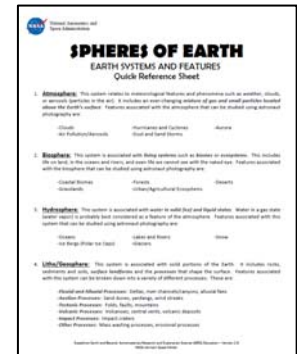 NASA
National Aeronautics and
Space Administration
SPHERES OF EARTH
EARTH SYSTEMS AND FEATURES
Quick Reference Sheet
1. Atmosphere: This system relates to meteorological features and phenomena such as weather, clouds,
or aerosols (particles in the air). It includes an ever-changing mixture of gas and small particles located
above the Earth's surface. Features associated with this atmosphere that can be studied using astronaut
photography are:
-Clouds -Hurricanes and Cyclones -Aurora
-Air Pollution/Aerosols -Dust and Sand Storms
2. Biosphere: This system is associated with living systems such as biomes or ecosystems. This includes
life on land, in the oceans and rivers, and even life we cannot see with the naked eye. Features associated
with the biosphere that can be studied using astronaut photography are:
-Coastal Biomes -Forests -Deserts
-Grasslands -Urban/Agricultural Ecosystems
3. Hydrosphere: This system is associated with water in solid (ice) and liquid states. Water in a gas state
(water vapor) is probably best considered as a feature of the atmosphere. Features associated with this
system that can be studied using astronaut photography are:
-Oceans -Lakes and Rivers -Snow
-Ice Bergs (Polar Ice Caps) -Glaciers
4. Litho/Geosphere: This system is associated with solid portions of the Earth. It includes rocks,
sediments and soils, surface landforms and the processes that shape the surface. Features associated
with this system can be broken down into a variety of different processes. These are:
-Fluvial and Alluvial Processes: Deltas, river channels/canyons, alluvial fans
-Aeolian Processes: Sand dunes, yardangs, wind streaks
-Tectonic Processes: Folds, faults, mountains
-Volcanic Processes: Volcanoes, central vents, volcanic deposits
-Impact Processes: Impact craters
-Other Processes: Mass wasting processes, erosional processes